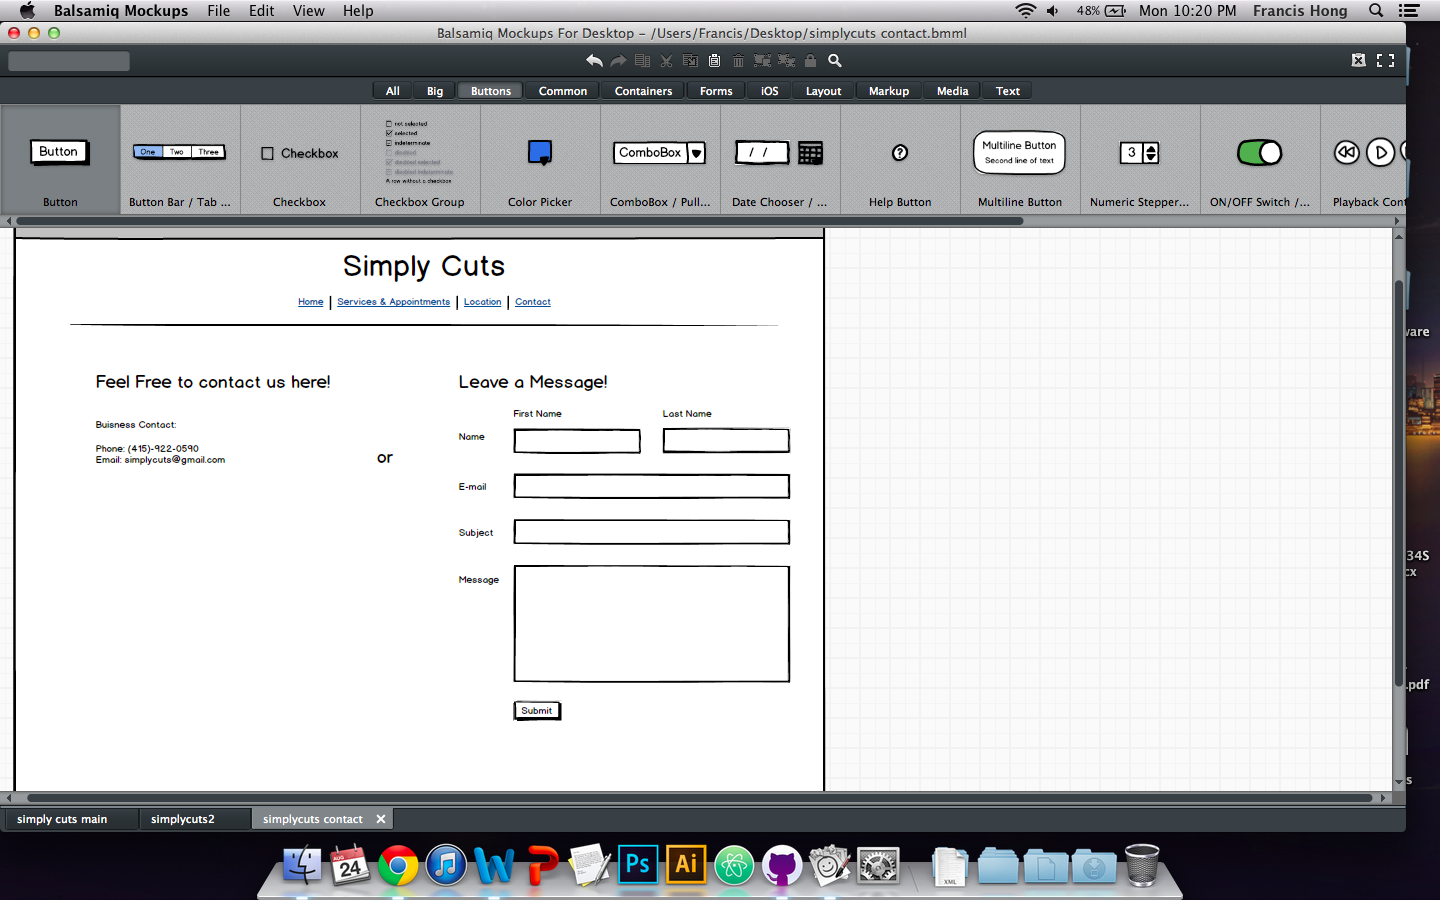 Balsamiq Mockups File Edit View Help 48% Mon 10:20 PM Francis Hong
Balsamiq Mockups For Desktop – /Users/Francis/Desktop/simplycuts contact.bmml
All Big Buttons Common Containers Forms iOS Layout Markup Media Text
Button
One Two Three
Checkbox
not selected
selected
indeterminate
disabled
disabled selected
disabled indeterminate
A row without a checkbox
ComboBox
/ /
?
Multiline Button
Second line of text
3
Button Button Bar / Tab ... Checkbox Checkbox Group Color Picker ComboBox / Pull... Date Chooser / ... Help Button Multiline Button Numeric Stepper... ON/OFF Switch /... Playback Cont
Simply Cuts
Home | Services & Appointments | Location | Contact
Feel Free to contact us here!
Buisness Contact:
Phone: (415)-922-0590
Email: simplycuts@gmail.com
or
Leave a Message!
First Name Last Name
Name
E-mail
Subject
Message
Submit
ware
34S
cx
.pdf
s
simply cuts main simplycuts2 simplycuts contact
AUG
24
Ps
Ai
XML